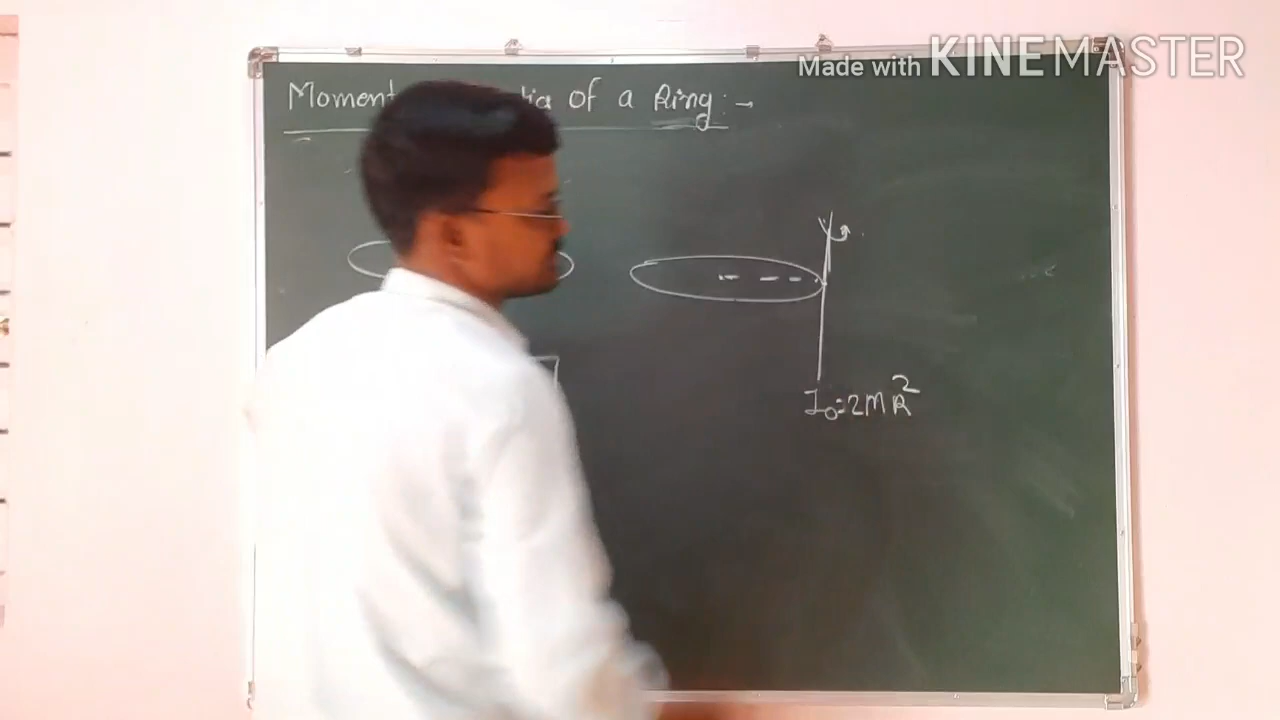 Made with KINEMASTER
Moment of a Ring :-
I₀ = 2MR²